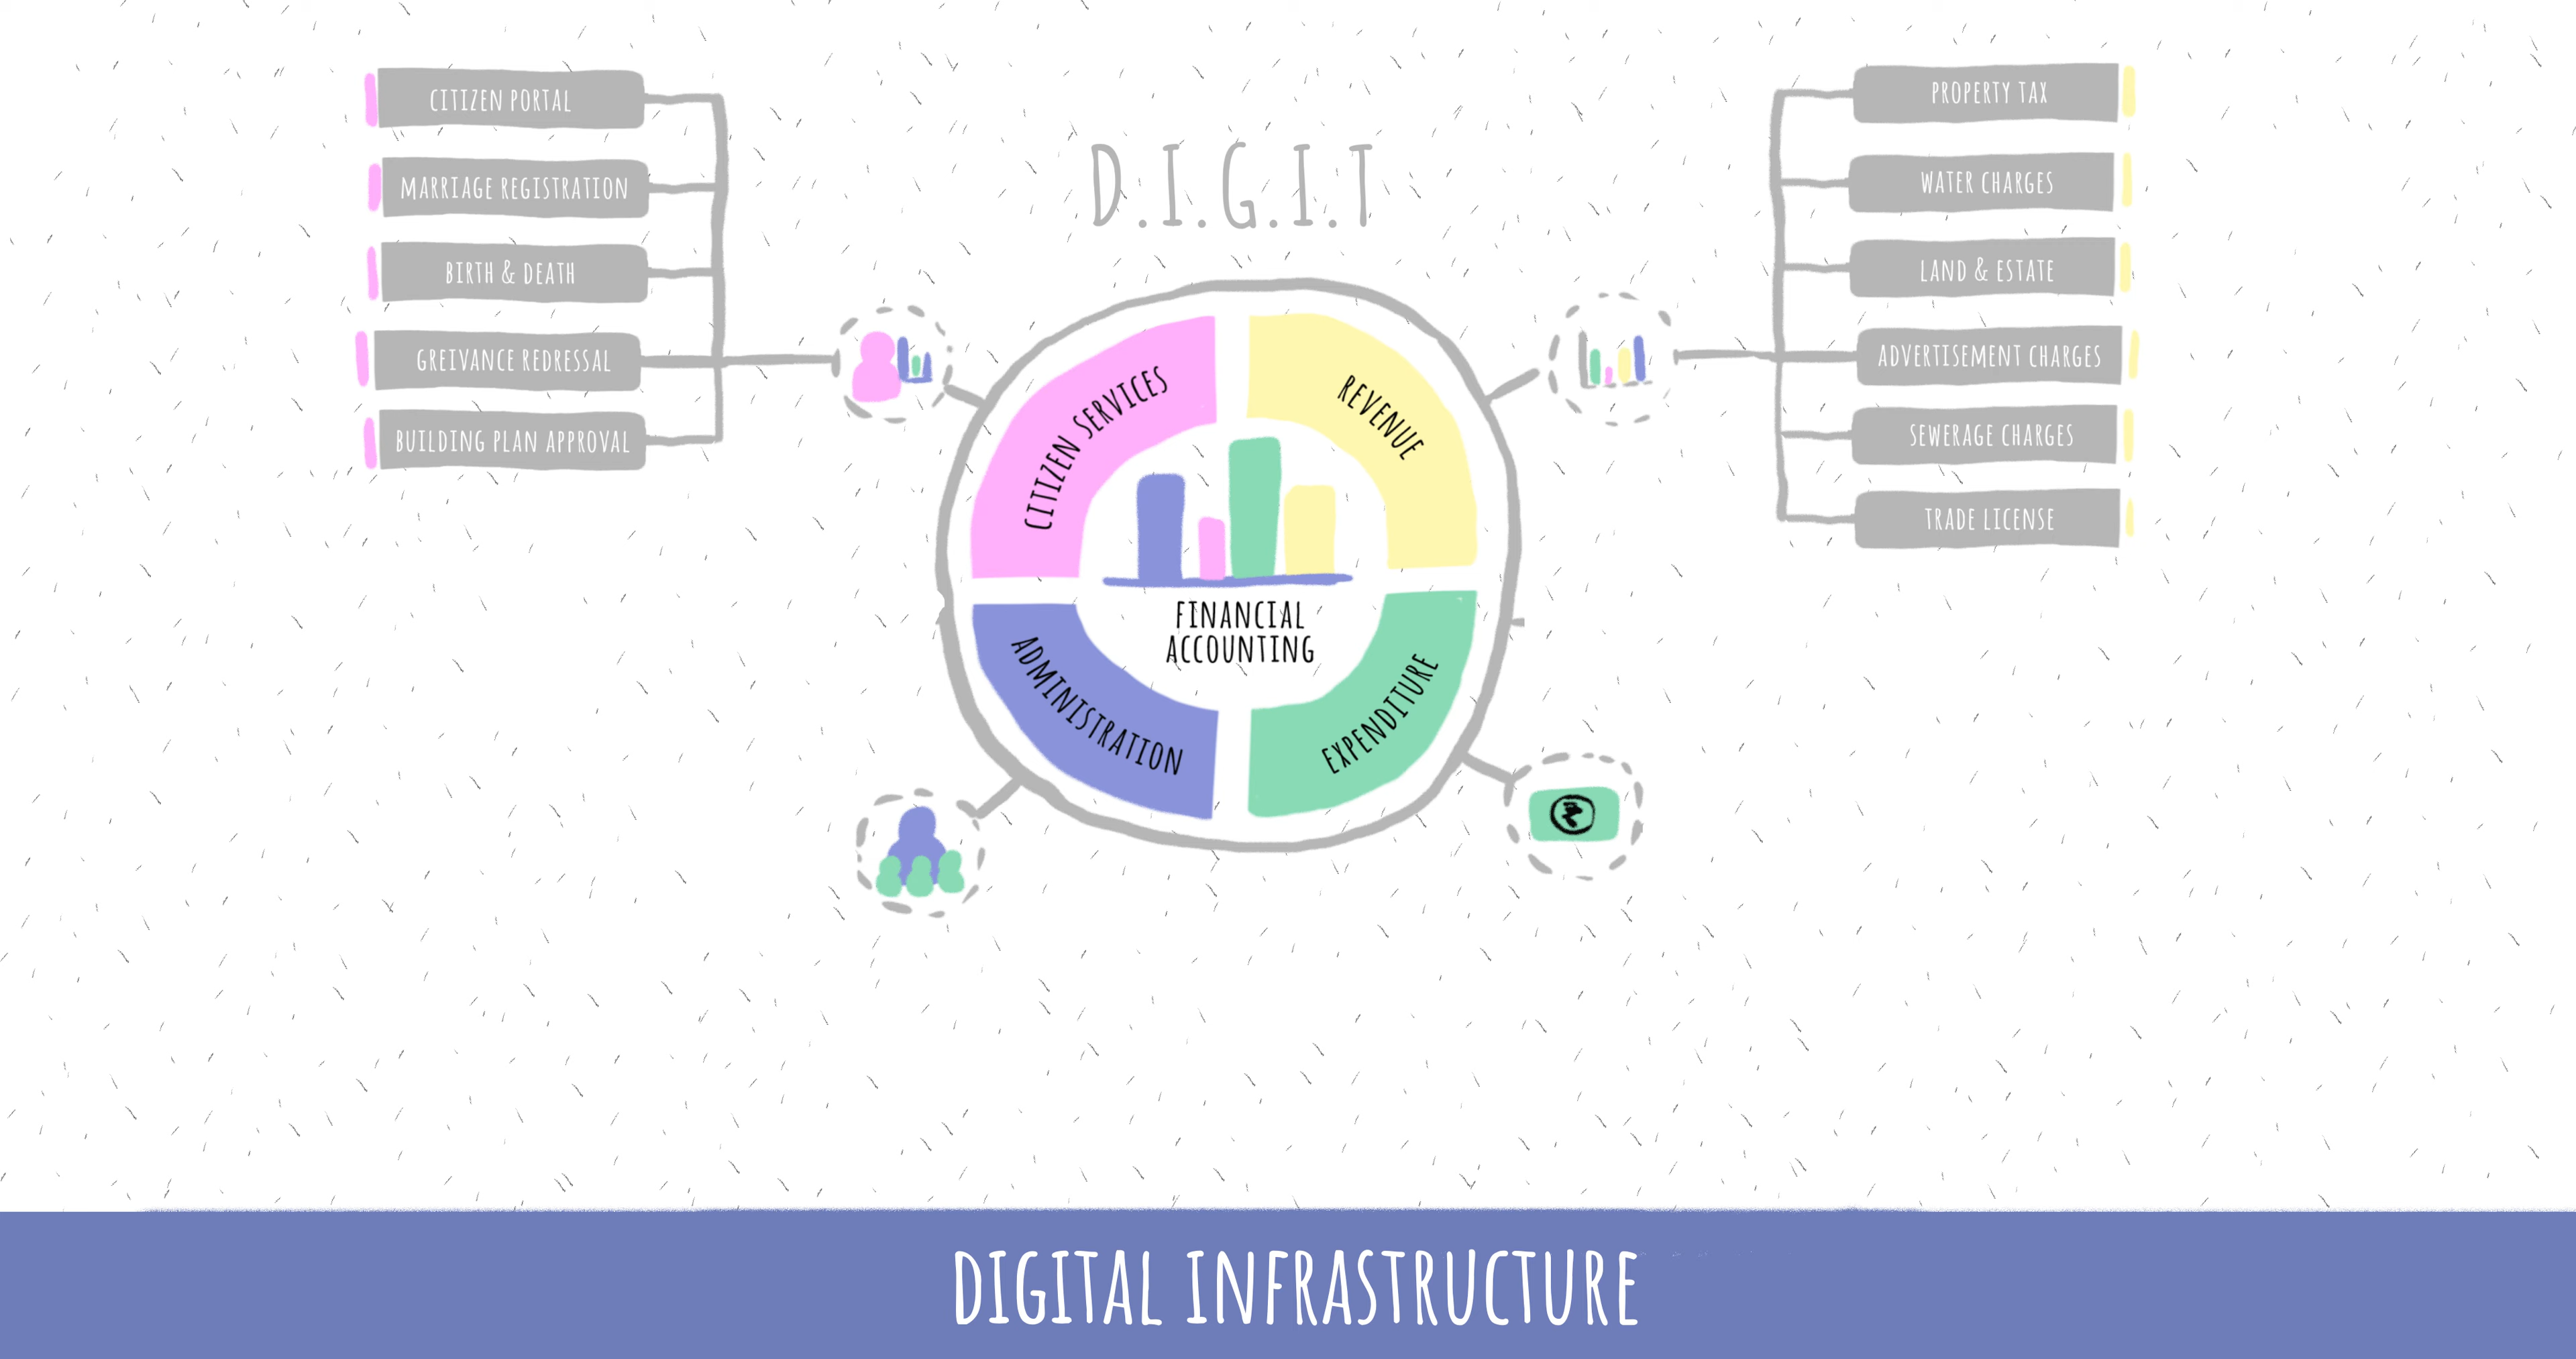 D.I.G.I.T
CITIZEN PORTAL
MARRIAGE REGISTRATION
BIRTH & DEATH
GREIVANCE REDRESSAL
BUILDING PLAN APPROVAL
CITIZEN SERVICES
REVENUE
ADMINISTRATION
EXPENDITURE
FINANCIAL
ACCOUNTING
₹
PROPERTY TAX
WATER CHARGES
LAND & ESTATE
ADVERTISEMENT CHARGES
SEWERAGE CHARGES
TRADE LICENSE
DIGITAL INFRASTRUCTURE